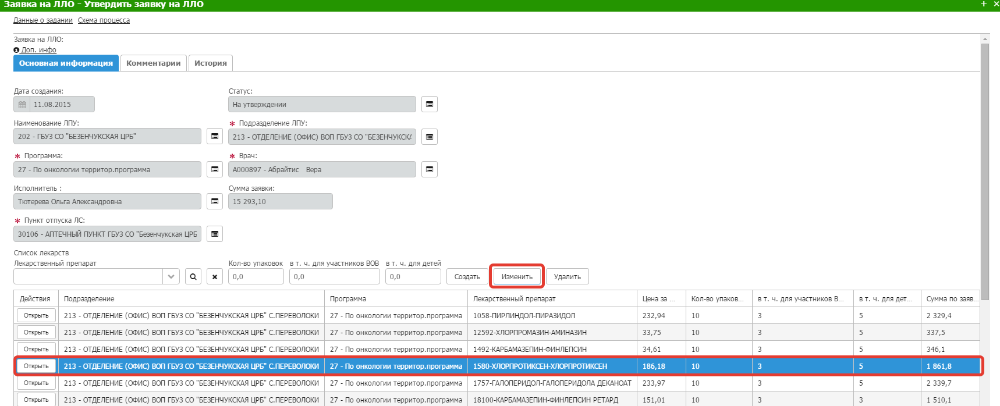 Заявка на ЛЛО - Утвердить заявку на ЛЛО
Данные о задании Схема процесса
Заявка на ЛЛО:
Доп. инфо
Основная информация Комментарии История
Дата создания: Статус:
11.08.2015 На утверждении
Наименование ЛПУ: * Подразделение ЛПУ:
202 - ГБУЗ СО "БЕЗЕНЧУКСКАЯ ЦРБ" 213 - ОТДЕЛЕНИЕ (ОФИС) ВОП ГБУЗ СО "БЕЗЕНЧУКСКА
* Программа: * Врач:
27 - По онкологии территор.программа А000897 - Абрайтис Вера
Исполнитель : Сумма заявки:
Тютерева Ольга Александровна 15 293,10
* Пункт отпуска ЛС:
30106 - АПТЕЧНЫЙ ПУНКТ ГБУЗ СО "Безенчукская ЦРБ
Список лекарств
Лекарственный препарат Кол-во упаковок в т. ч. для участников ВОВ в т. ч. для детей
0,0 0,0 0,0 Создать Изменить Удалить
Действия Подразделение Программа Лекарственный препарат Цена за ... Кол-во упаков... в т. ч. для участников В... в т. ч. для дет... Сумма по заяв...
Открыть 213 - ОТДЕЛЕНИЕ (ОФИС) ВОП ГБУЗ СО "БЕЗЕНЧУКСКАЯ ЦРБ" С.ПЕРЕВОЛОКИ 27 - По онкологии территор.программа 1058-ПИРЛИНДОЛ-ПИРАЗИДОЛ 232,94 10 3 5 2 329,4
Открыть 213 - ОТДЕЛЕНИЕ (ОФИС) ВОП ГБУЗ СО "БЕЗЕНЧУКСКАЯ ЦРБ" С.ПЕРЕВОЛОКИ 27 - По онкологии территор.программа 12592-ХЛОРПРОМАЗИН-АМИНАЗИН 33,75 10 3 5 337,5
Открыть 213 - ОТДЕЛЕНИЕ (ОФИС) ВОП ГБУЗ СО "БЕЗЕНЧУКСКАЯ ЦРБ" С.ПЕРЕВОЛОКИ 27 - По онкологии территор.программа 1492-КАРБАМАЗЕПИН-ФИНЛЕПСИН 34,61 10 3 5 346,1
Открыть 213 - ОТДЕЛЕНИЕ (ОФИС) ВОП ГБУЗ СО "БЕЗЕНЧУКСКАЯ ЦРБ" С.ПЕРЕВОЛОКИ 27 - По онкологии территор.программа 1580-ХЛОРПРОТИКСЕН-ХЛОРПРОТИКСЕН 186,18 10 3 5 1 861,8
Открыть 213 - ОТДЕЛЕНИЕ (ОФИС) ВОП ГБУЗ СО "БЕЗЕНЧУКСКАЯ ЦРБ" С.ПЕРЕВОЛОКИ 27 - По онкологии территор.программа 1757-ГАЛОПЕРИДОЛ-ГАЛОПЕРИДОЛА ДЕКАНОАТ 233,97 10 3 5 2 339,7
Открыть 213 - ОТДЕЛЕНИЕ (ОФИС) ВОП ГБУЗ СО "БЕЗЕНЧУКСКАЯ ЦРБ" С.ПЕРЕВОЛОКИ 27 - По онкологии территор.программа 18100-КАРБАМАЗЕПИН-ФИНЛЕПСИН РЕТАРД 151,01 10 3 3 1 510,1